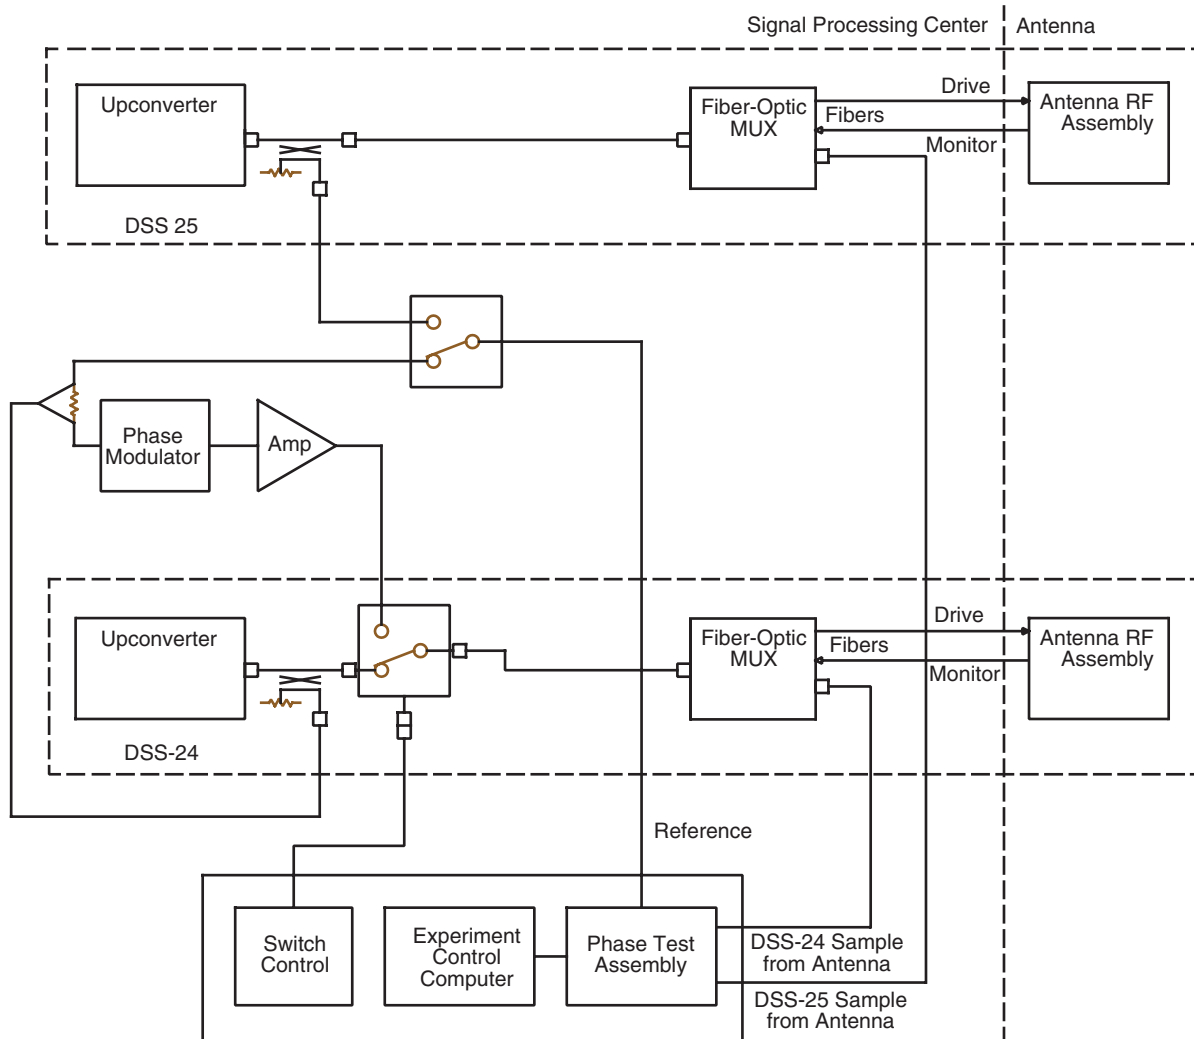 Signal Processing Center
Antenna
Upconverter
Fiber-Optic
MUX
Drive
Fibers
Monitor
Antenna RF
Assembly
DSS 25
Phase
Modulator
Amp
Upconverter
Fiber-Optic
MUX
Drive
Fibers
Monitor
Antenna RF
Assembly
DSS-24
Reference
Switch
Control
Experiment
Control
Computer
Phase Test
Assembly
DSS-24 Sample
from Antenna
DSS-25 Sample
from Antenna